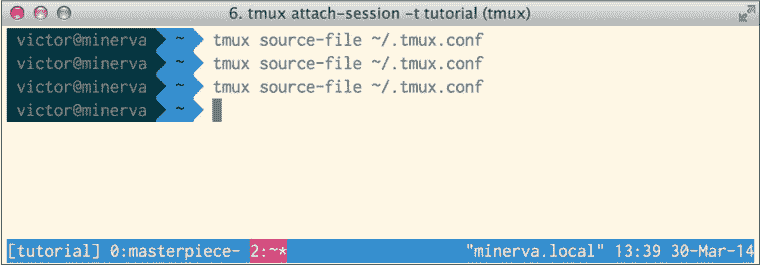 6. tmux attach-session -t tutorial (tmux)
victor@minerva ~ tmux source-file ~/.tmux.conf
victor@minerva ~ tmux source-file ~/.tmux.conf
victor@minerva ~ tmux source-file ~/.tmux.conf
victor@minerva ~
[tutorial] 0:masterpiece- 2:~* "minerva.local" 13:39 30-Mar-14